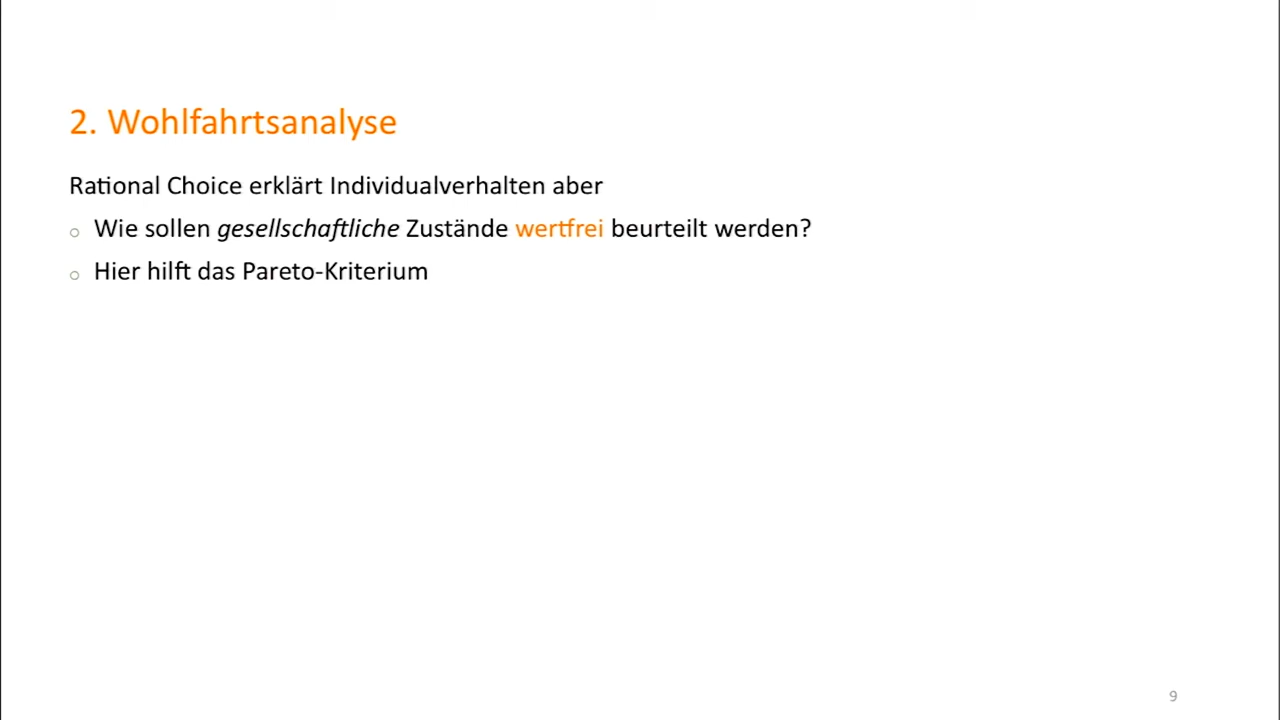 2. Wohlfahrtsanalyse
Rational Choice erklärt Individualverhalten aber
○ Wie sollen gesellschaftliche Zustände wertfrei beurteilt werden?
○ Hier hilft das Pareto-Kriterium
9